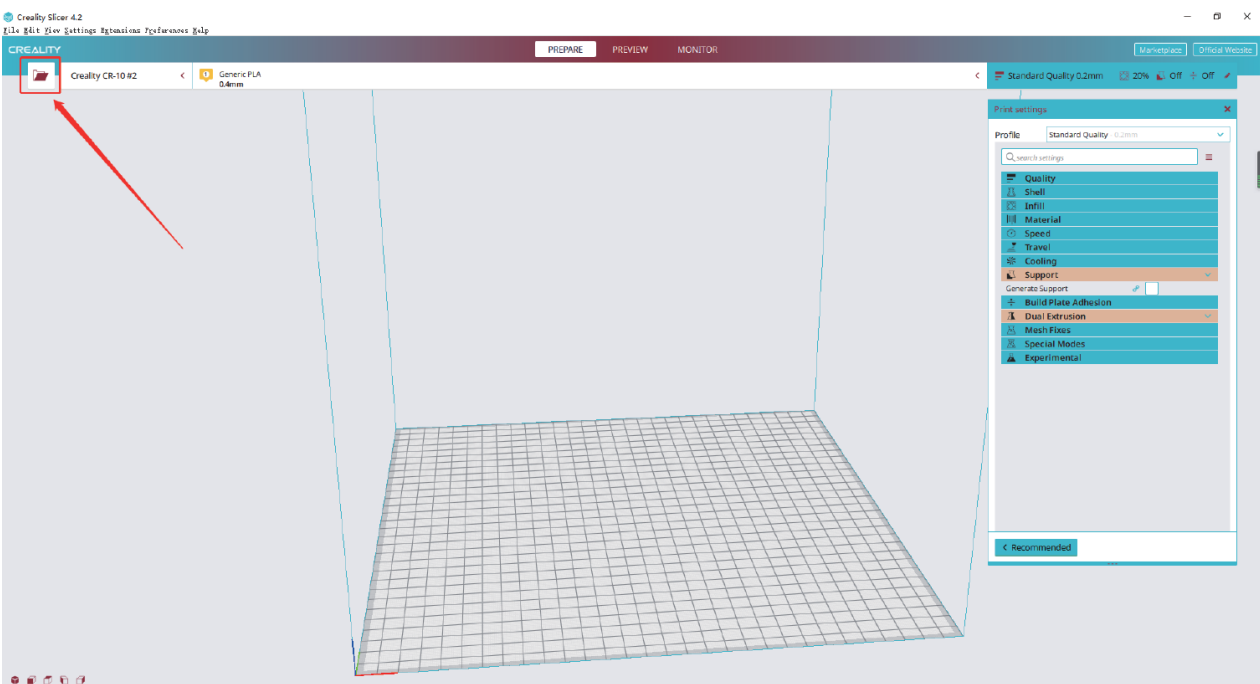 Creality Slicer 4.2
File Edit View Settings Extensions Preferences Help
CREALITY
PREPARE PREVIEW MONITOR
Marketplace Official Website
Creality CR-10 #2
Generic PLA
0.4mm
Standard Quality 0.2mm 20% Off Off
Print settings
Profile Standard Quality - 0.2mm
search settings
Quality
Shell
Infill
Material
Speed
Travel
Cooling
Support
Generate Support
Build Plate Adhesion
Dual Extrusion
Mesh Fixes
Special Modes
Experimental
Recommended